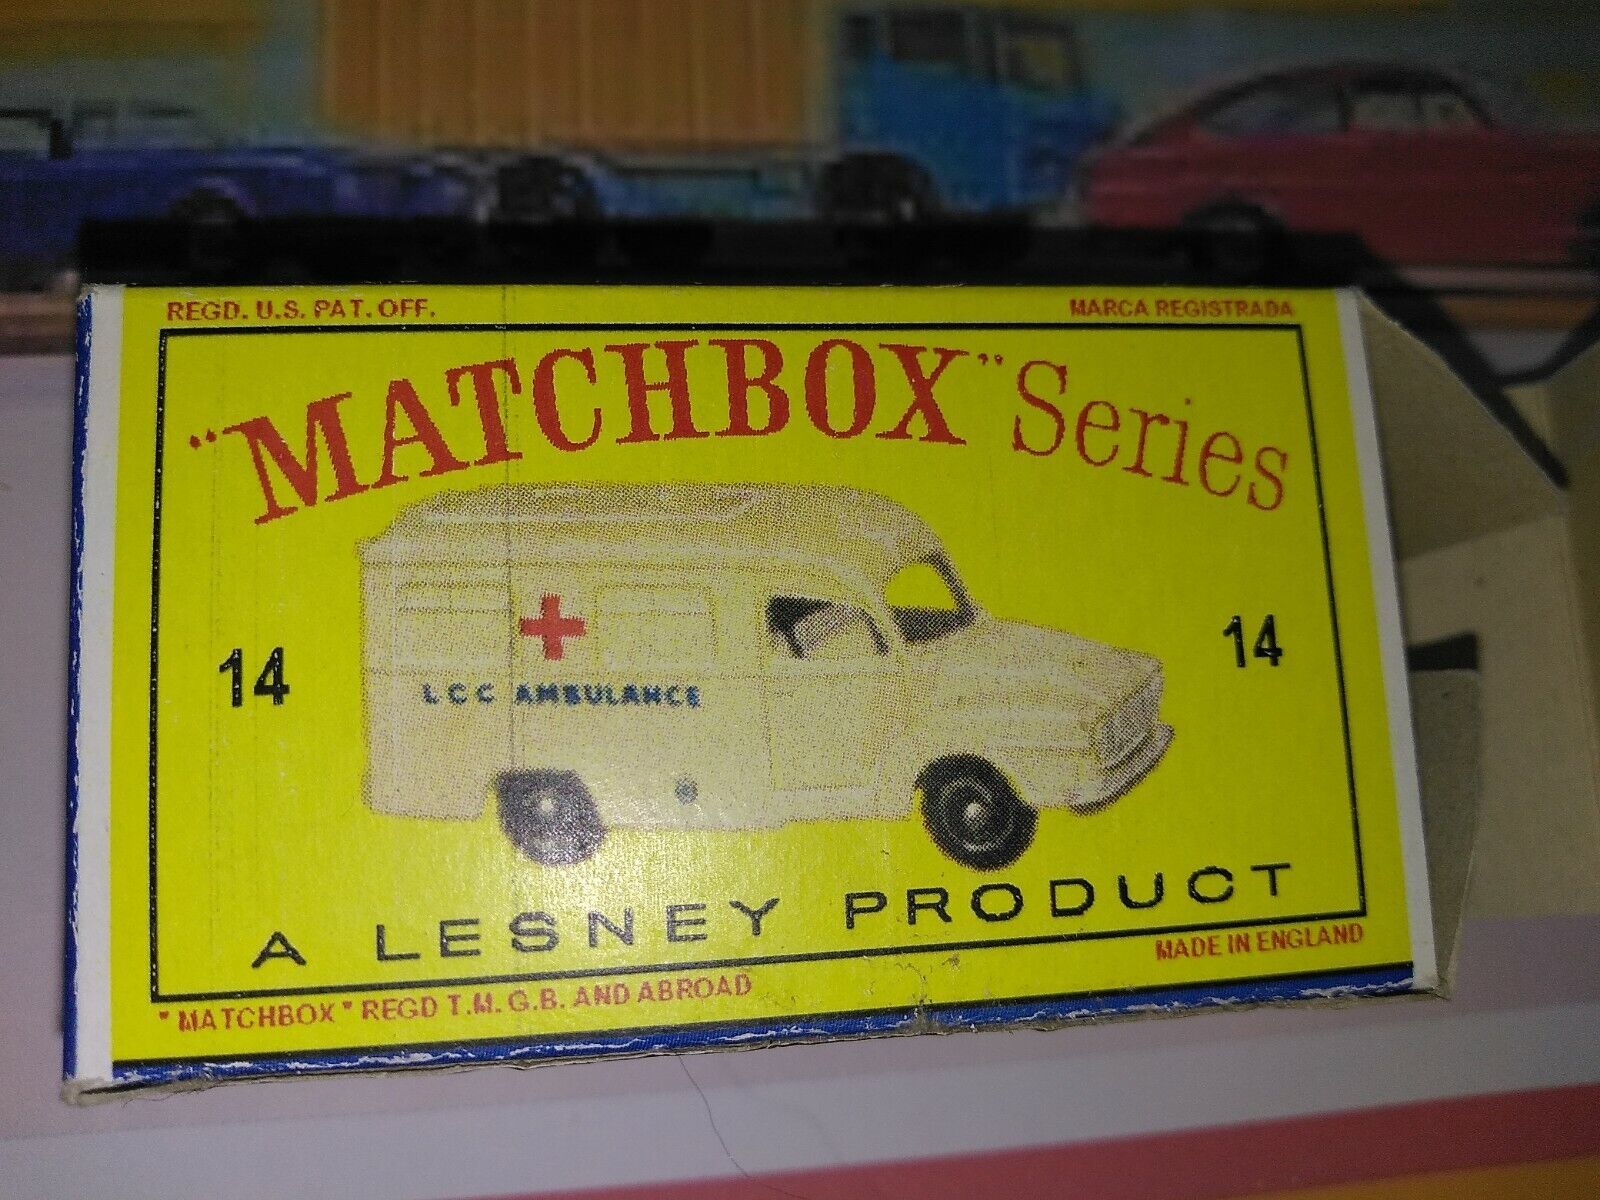 REGD. U.S. PAT. OFF. MARCA REGISTRADA
"MATCHBOX" Series
14 14
LCC AMBULANCE
A LESNEY PRODUCT
MADE IN ENGLAND
"MATCHBOX" REGD T.M. G.B. AND ABROAD